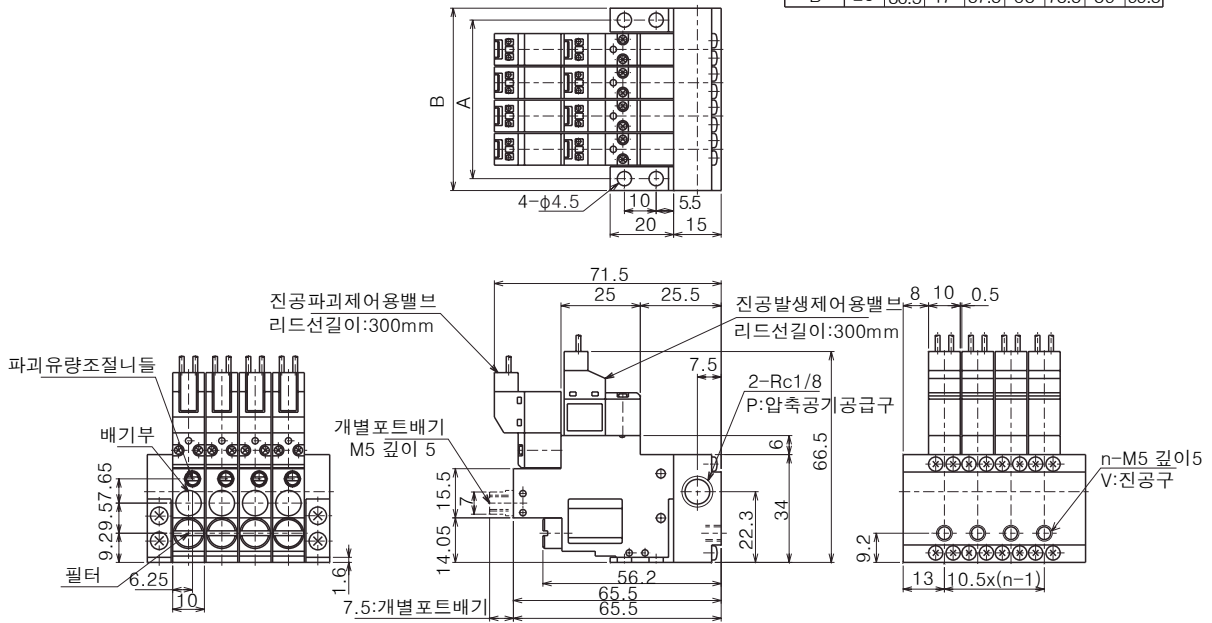 B
A
4-φ4.5
10
5.5
20
15
71.5
25
25.5
진공파괴제어용밸브
리드선길이:300mm
진공발생제어용밸브
리드선길이:300mm
7.5
2-Rc1/8
P:압축공기공급구
개별포트배기
M5 깊이 5
6
66.5
34
22.3
15.5
7
14.05
56.2
65.5
65.5
7.5:개별포트배기
파괴유량조절니들
배기부
7.65
9.5
9.2
필터
6.25
10
1.6
8
10
0.5
n-M5 깊이5
V:진공구
9.2
13
10.5x(n-1)